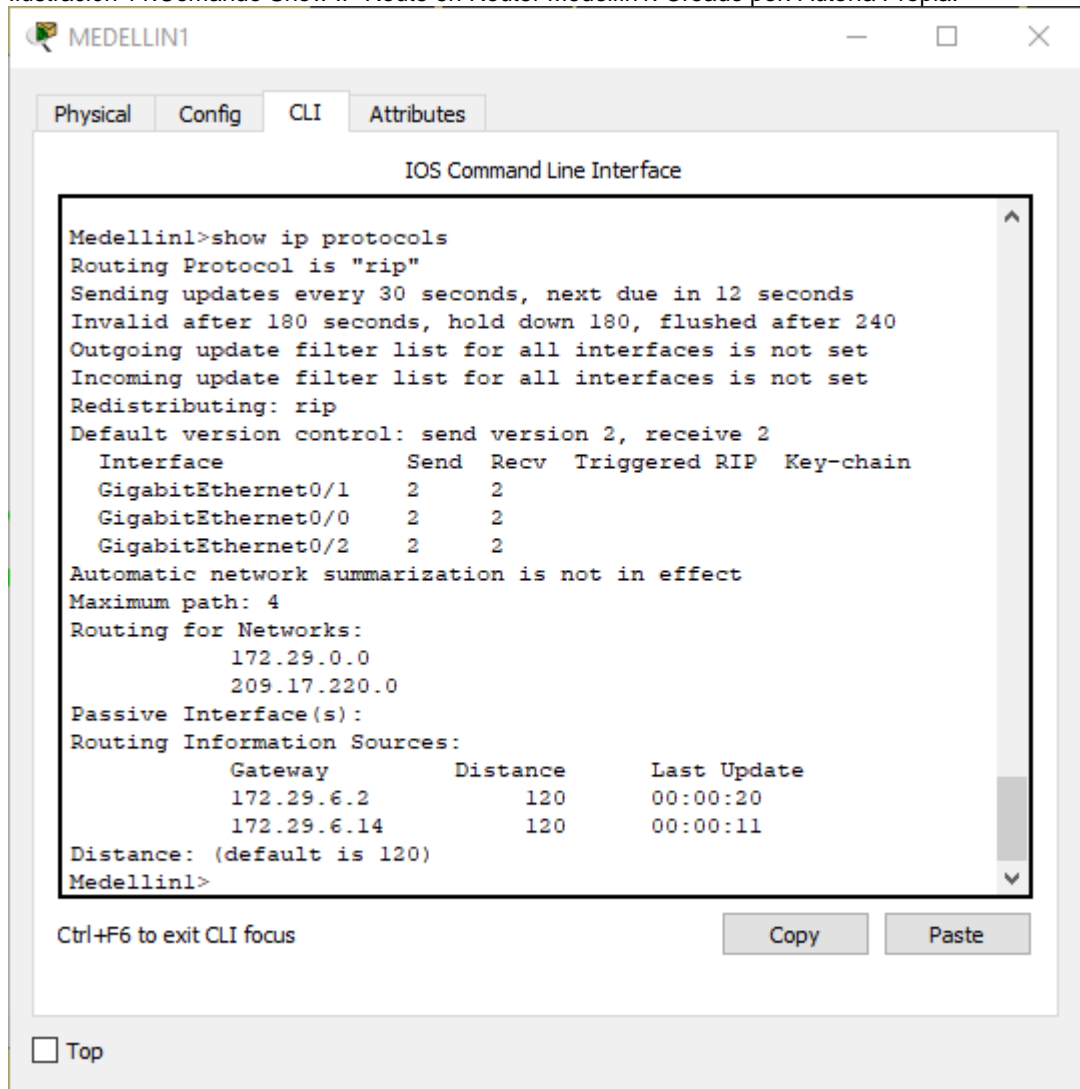 MEDELLIN1
Physical Config CLI Attributes
IOS Command Line Interface
Medellin1>show ip protocols
Routing Protocol is "rip"
Sending updates every 30 seconds, next due in 12 seconds
Invalid after 180 seconds, hold down 180, flushed after 240
Outgoing update filter list for all interfaces is not set
Incoming update filter list for all interfaces is not set
Redistributing: rip
Default version control: send version 2, receive 2
Interface Send Recv Triggered RIP Key-chain
GigabitEthernet0/1 2 2
GigabitEthernet0/0 2 2
GigabitEthernet0/2 2 2
Automatic network summarization is not in effect
Maximum path: 4
Routing for Networks:
172.29.0.0
209.17.220.0
Passive Interface(s):
Routing Information Sources:
Gateway Distance Last Update
172.29.6.2 120 00:00:20
172.29.6.14 120 00:00:11
Distance: (default is 120)
Medellin1>
Ctrl+F6 to exit CLI focus
Copy Paste
Top